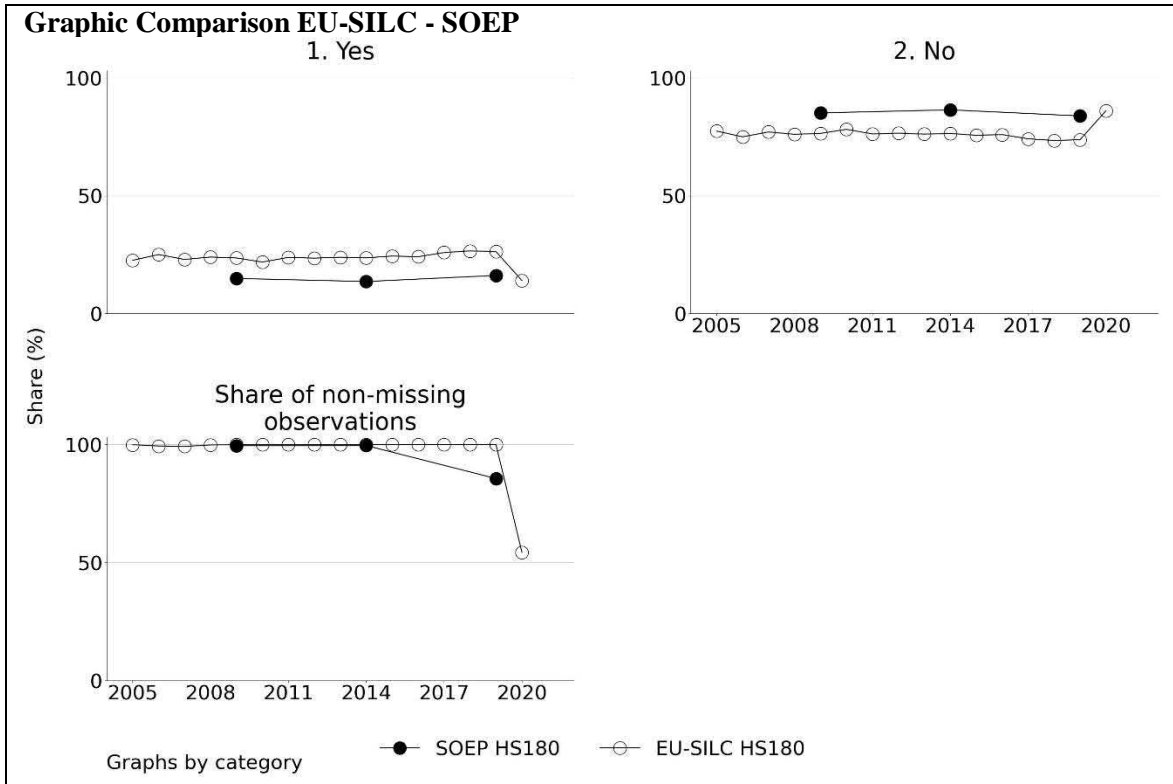 Graphic Comparison EU-SILC - SOEP
1. Yes
2. No
100
50
0
100
50
0
2005 2008 2011 2014 2017 2020
Share (%)
Share of non-missing
observations
100
50
0
2005 2008 2011 2014 2017 2020
SOEP HS180 EU-SILC HS180
Graphs by category